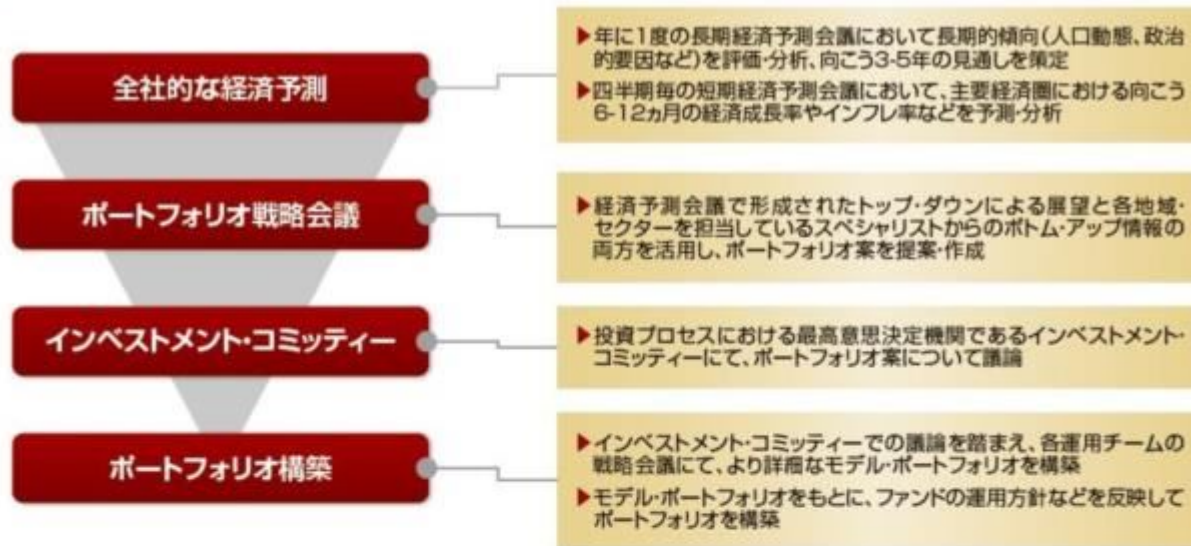 全社的な経済予測
▶年に1度の長期経済予測会議において長期的傾向(人口動態、政治
的要因など)を評価・分析、向こう3-5年の見通しを策定
▶四半期毎の短期経済予測会議において、主要経済圏における向こう
6-12ヵ月の経済成長率やインフレ率などを予測・分析
ポートフォリオ戦略会議
▶経済予測会議で形成されたトップ・ダウンによる展望と各地域・
セクターを担当しているスペシャリストからのボトム・アップ情報の
両方を活用し、ポートフォリオ案を提案・作成
インベストメント・コミッティー
▶投資プロセスにおける最高意思決定機関であるインベストメント・
コミッティーにて、ポートフォリオ案について議論
ポートフォリオ構築
▶インベストメント・コミッティーでの議論を踏まえ、各運用チームの
戦略会議にて、より詳細なモデル・ポートフォリオを構築
▶モデル・ポートフォリオをもとに、ファンドの運用方針などを反映して
ポートフォリオを構築